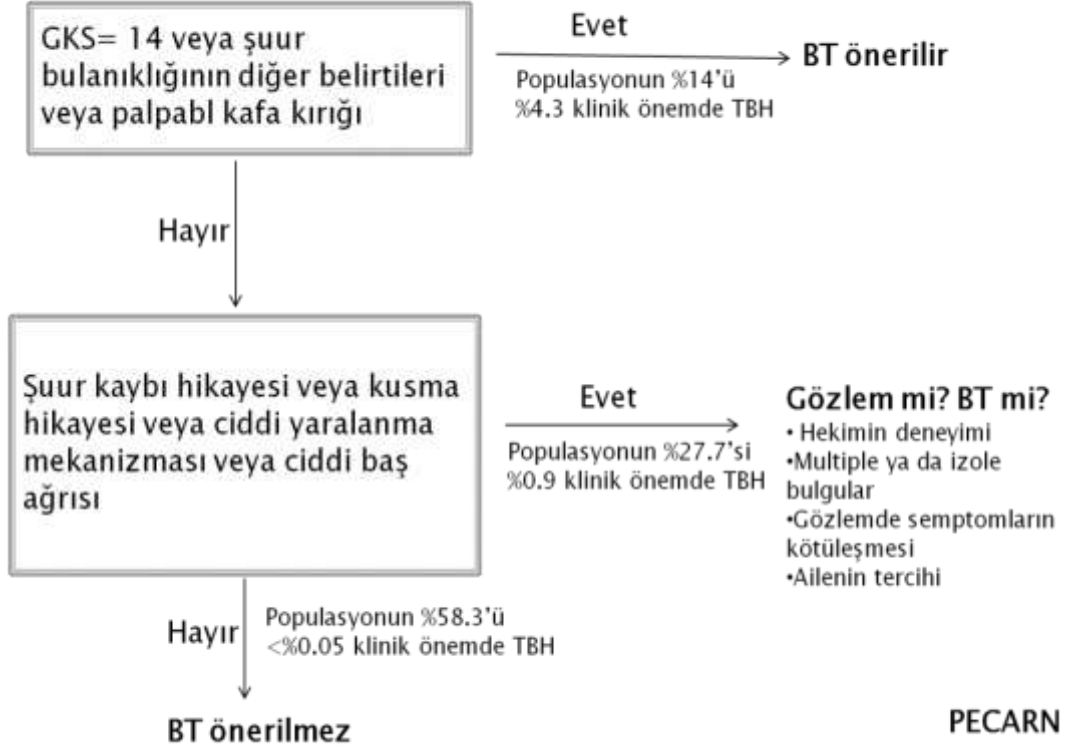 GKS= 14 veya şuur
bulanıklığının diğer belirtileri
veya palpabl kafa kırığı
Evet
Populasyonun %14'ü
%4.3 klinik önemde TBH
BT önerilir
Hayır
Şuur kaybı hikayesi veya kusma
hikayesi veya ciddi yaralanma
mekanizması veya ciddi baş
ağrısı
Evet
Populasyonun %27.7'si
%0.9 klinik önemde TBH
Gözlem mi? BT mi?
• Hekimin deneyimi
•Multiple ya da izole
bulgular
•Gözlemde semptomların
kötüleşmesi
•Ailenin tercihi
Hayır
Populasyonun %58.3'ü
<%0.05 klinik önemde TBH
BT önerilmez
PECARN